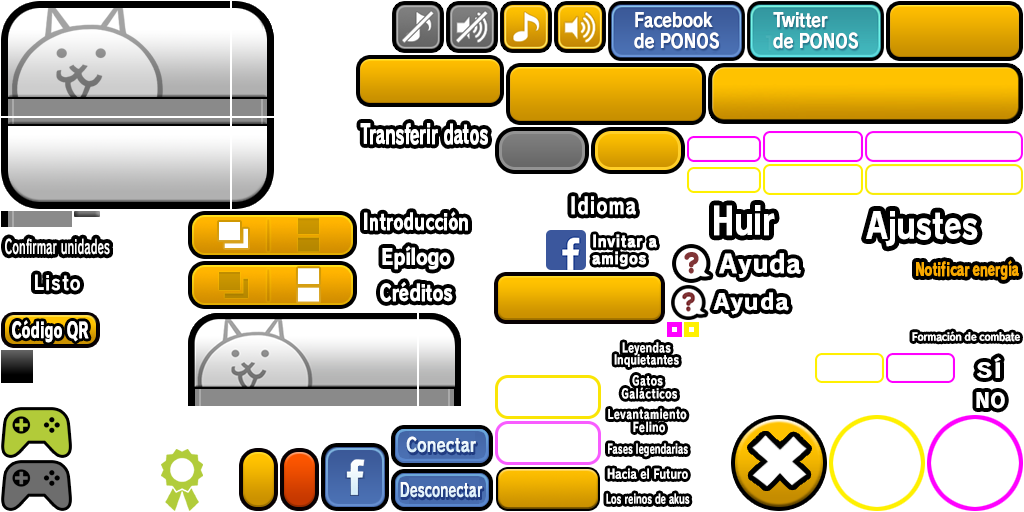 Facebook
de PONOS
Twitter
de PONOS
Transferir datos
Idioma
Huir
Ajustes
Introducción
Confirmar unidades
Invitar a
amigos
Epílogo
Ayuda
Notificar energía
Listo
Créditos
Ayuda
Código QR
Formación de combate
Leyendas
Inquietantes
SÍ
Gatos
Galácticos
NO
Levantamiento
Felino
Conectar
Fases legendarias
Hacia el Futuro
Desconectar
Los reinos de akus